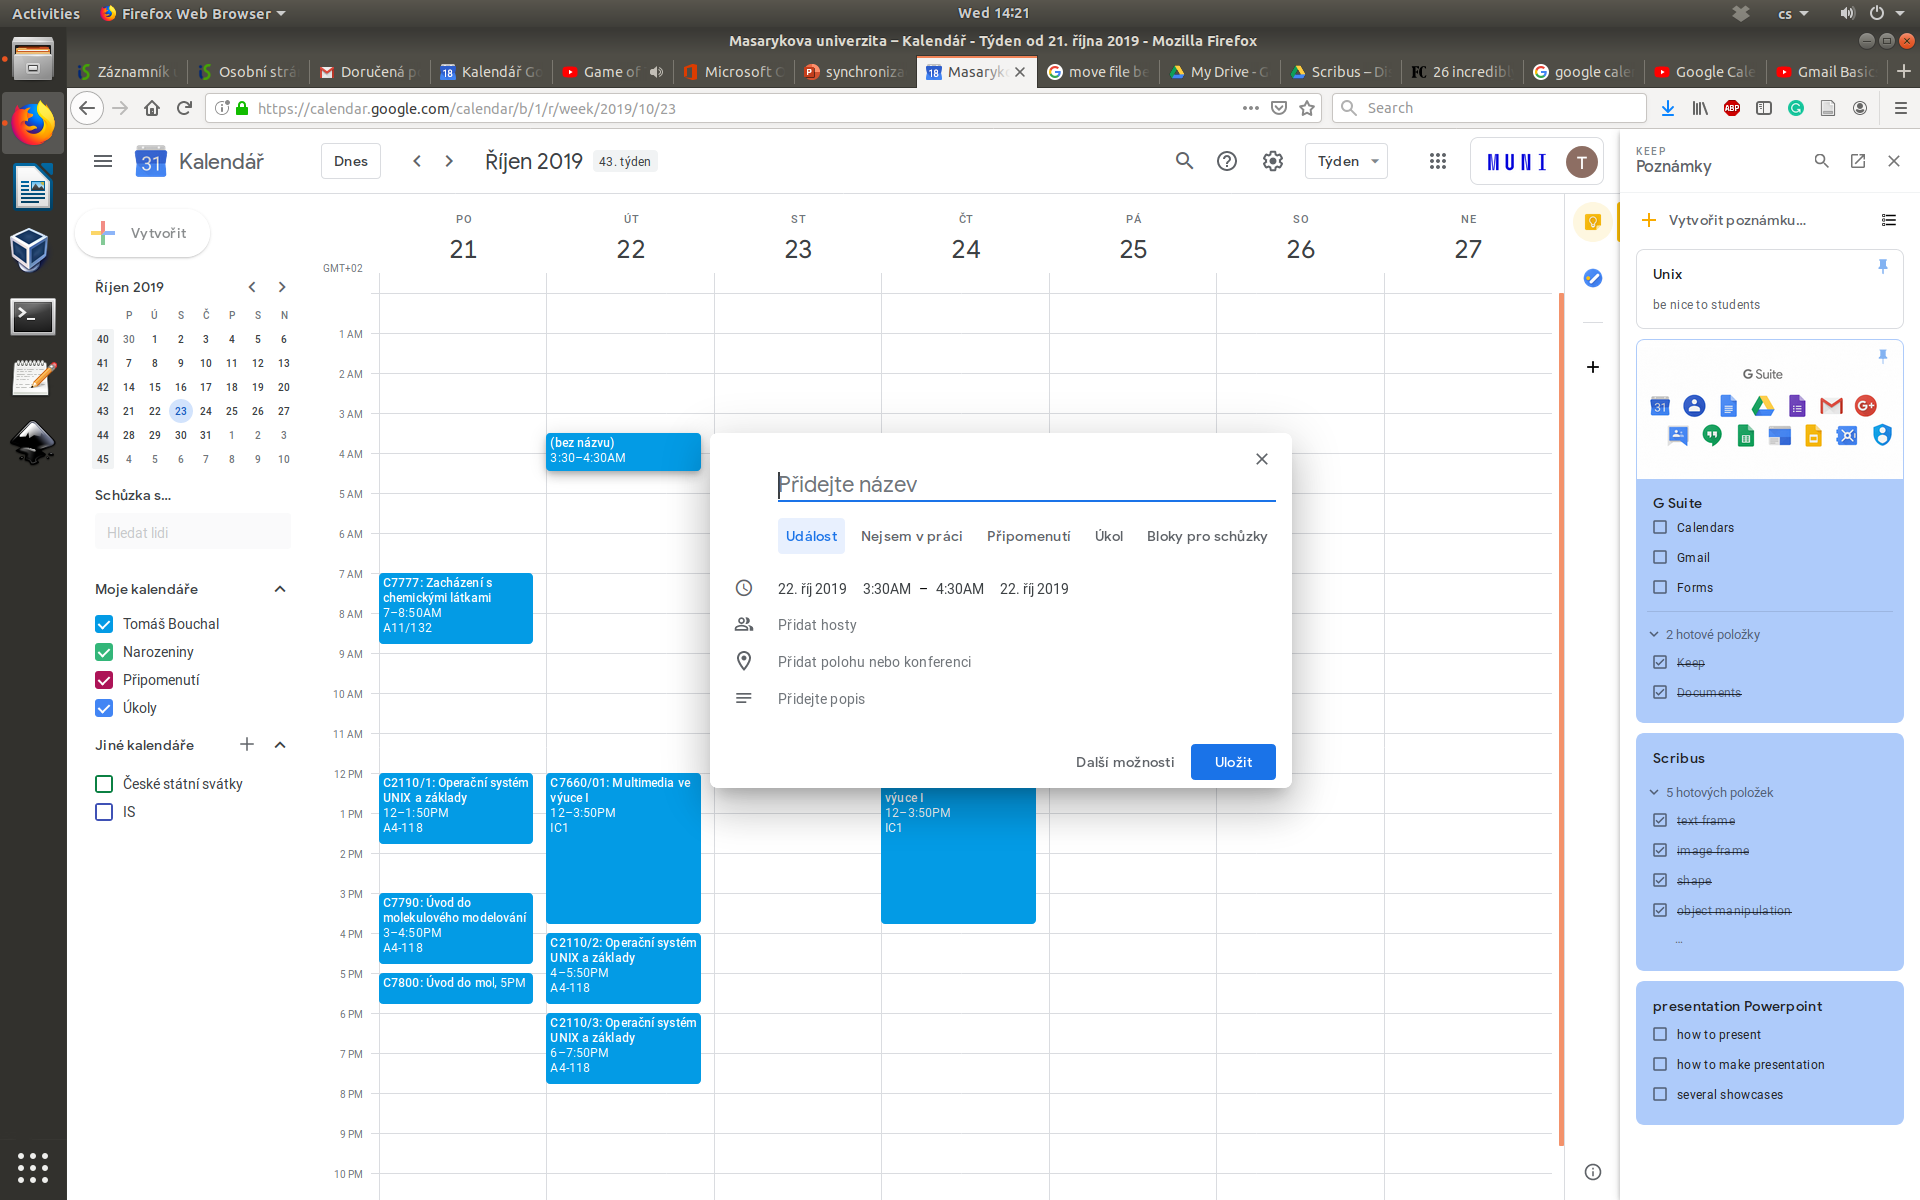 Activities
Firefox Web Browser
Wed 14:21
cs
Masarykova univerzita – Kalendář - Týden od 21. října 2019 - Mozilla Firefox
Záznamník
Osobní strá
Doručená p
Kalendář Go
Game of
Microsoft O
synchroniza
Masaryk
move file be
My Drive - G
Scribus – Di
26 incredibl
google cale
Google Cale
Gmail Basic
https://calendar.google.com/calendar/b/1/r/week/2019/10/23
Search
Kalendář
Dnes
Říjen 2019
43. týden
Týden
MUNI
T
KEEP
Poznámky
Vytvořit
PO ÚT ST ČT PÁ SO NE
21 22 23 24 25 26 27
GMT+02
Říjen 2019
P Ú S Č P S N
40 30 1 2 3 4 5 6
41 7 8 9 10 11 12 13
42 14 15 16 17 18 19 20
43 21 22 23 24 25 26 27
44 28 29 30 31 1 2 3
45 4 5 6 7 8 9 10
Schůzka s...
Hledat lidi
Moje kalendáře
Tomáš Bouchal
Narozeniny
Připomenutí
Úkoly
Jiné kalendáře
České státní svátky
IS
1 AM
2 AM
3 AM
4 AM
5 AM
6 AM
7 AM
8 AM
9 AM
10 AM
11 AM
12 PM
1 PM
2 PM
3 PM
4 PM
5 PM
6 PM
7 PM
8 PM
9 PM
10 PM
C7777: Zacházení s
chemickými látkami
7–8:50AM
A11/132
C2110/1: Operační systém
UNIX a základy
12–1:50PM
A4-118
C7790: Úvod do
molekulového modelování
3–4:50PM
A4-118
C7800: Úvod do mol, 5PM
(bez názvu)
3:30–4:30AM
C7660/01: Multimedia ve
výuce I
12–3:50PM
IC1
C2110/2: Operační systém
UNIX a základy
4–5:50PM
A4-118
C2110/3: Operační systém
UNIX a základy
6–7:50PM
A4-118
výuce I
12–3:50PM
IC1
Přidejte název
Událost
Nejsem v práci
Připomenutí
Úkol
Bloky pro schůzky
22. říj 2019 3:30AM – 4:30AM 22. říj 2019
Přidat hosty
Přidat polohu nebo konferenci
Přidejte popis
Další možnosti
Uložit
Vytvořit poznámku...
Unix
be nice to students
G Suite
G Suite
Calendars
Gmail
Forms
2 hotové položky
Keep
Documents
Scribus
5 hotových položek
text frame
image frame
shape
object manipulation
...
presentation Powerpoint
how to present
how to make presentation
several showcases